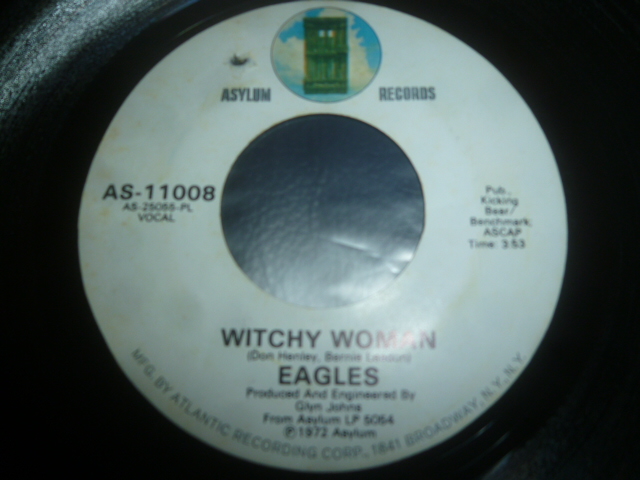 ASYLUM RECORDS
AS-11008
AS-25055-PL
VOCAL
Pub.,
Kicking
Bear/
Benchmark,
ASCAP
Time: 3:53
WITCHY WOMAN
(Don Henley, Bernie Leadon)
EAGLES
Produced And Engineered By
Glyn Johns
From Asylum LP 5054
℗1972 Asylum
MFG. BY ATLANTIC RECORDING CORP., 1841 BROADWAY, N.Y. N.Y.